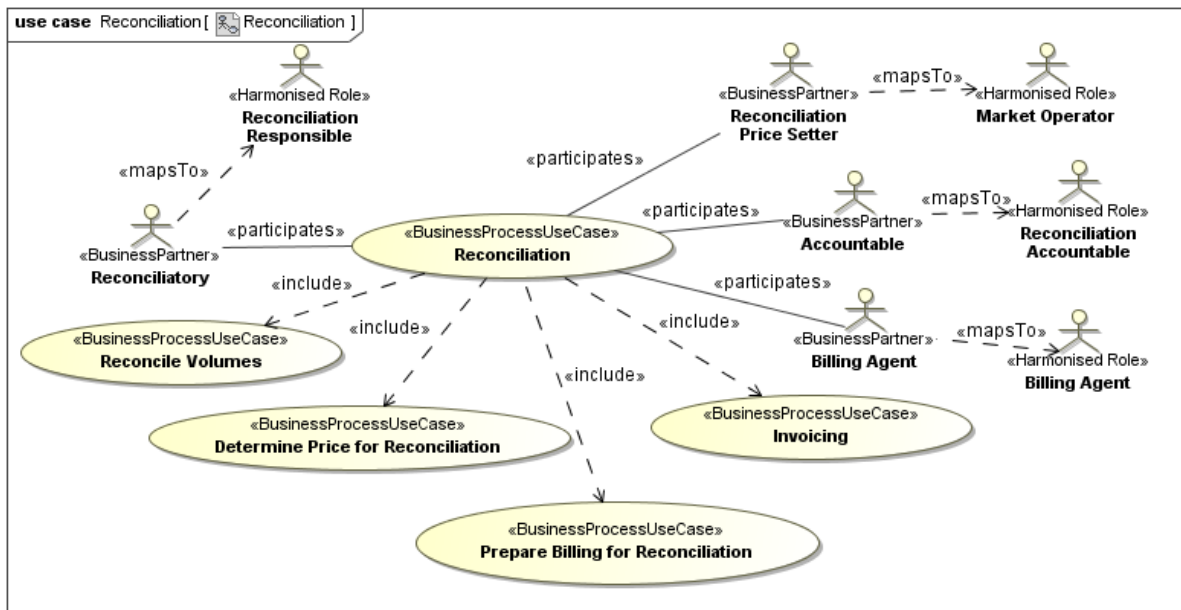 use case Reconciliation [ Reconciliation ]
«Harmonised Role»
Reconciliation
Responsible
«BusinessPartner»
Reconciliation
Price Setter
«mapsTo»
«Harmonised Role»
Market Operator
«mapsTo»
«participates»
«BusinessPartner»
Reconciliatory
«participates»
«BusinessProcessUseCase»
Reconciliation
«participates»
«BusinessPartner»
Accountable
«mapsTo»
«Harmonised Role»
Reconciliation
Accountable
«participates»
«BusinessPartner»
Billing Agent
«mapsTo»
«Harmonised Role»
Billing Agent
«include»
«BusinessProcessUseCase»
Reconcile Volumes
«include»
«BusinessProcessUseCase»
Determine Price for Reconciliation
«include»
«BusinessProcessUseCase»
Prepare Billing for Reconciliation
«include»
«BusinessProcessUseCase»
Invoicing